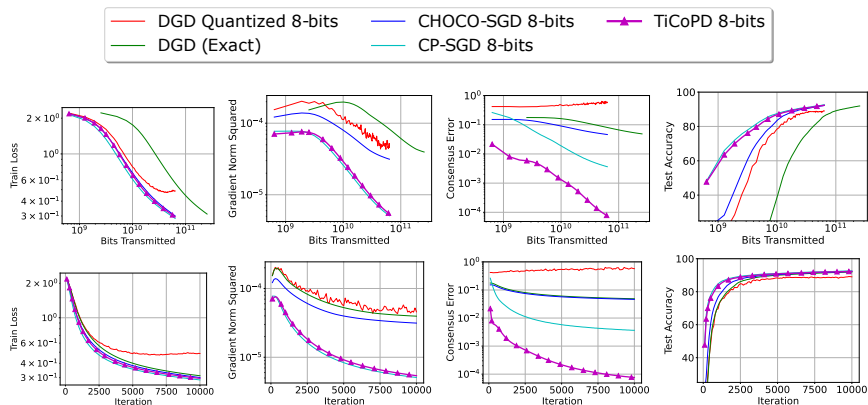 DGD Quantized 8-bits CHOCO-SGD 8-bits TiCoPD 8-bits
DGD (Exact) CP-SGD 8-bits
Train Loss
2 × 10⁰
10⁰
6 × 10⁻¹
4 × 10⁻¹
3 × 10⁻¹
10⁹ 10¹⁰ 10¹¹
Bits Transmitted
Gradient Norm Squared
10⁻⁴
10⁻⁵
10⁹ 10¹⁰ 10¹¹
Bits Transmitted
Consensus Error
10⁰
10⁻¹
10⁻²
10⁻³
10⁻⁴
10⁹ 10¹⁰ 10¹¹
Bits Transmitted
Test Accuracy
100
80
60
40
10⁹ 10¹⁰ 10¹¹
Bits Transmitted
Train Loss
2 × 10⁰
10⁰
6 × 10⁻¹
4 × 10⁻¹
3 × 10⁻¹
0 2500 5000 7500 10000
Iteration
Gradient Norm Squared
10⁻⁴
10⁻⁵
0 2500 5000 7500 10000
Iteration
Consensus Error
10⁰
10⁻¹
10⁻²
10⁻³
10⁻⁴
0 2500 5000 7500 10000
Iteration
Test Accuracy
100
80
60
40
0 2500 5000 7500 10000
Iteration